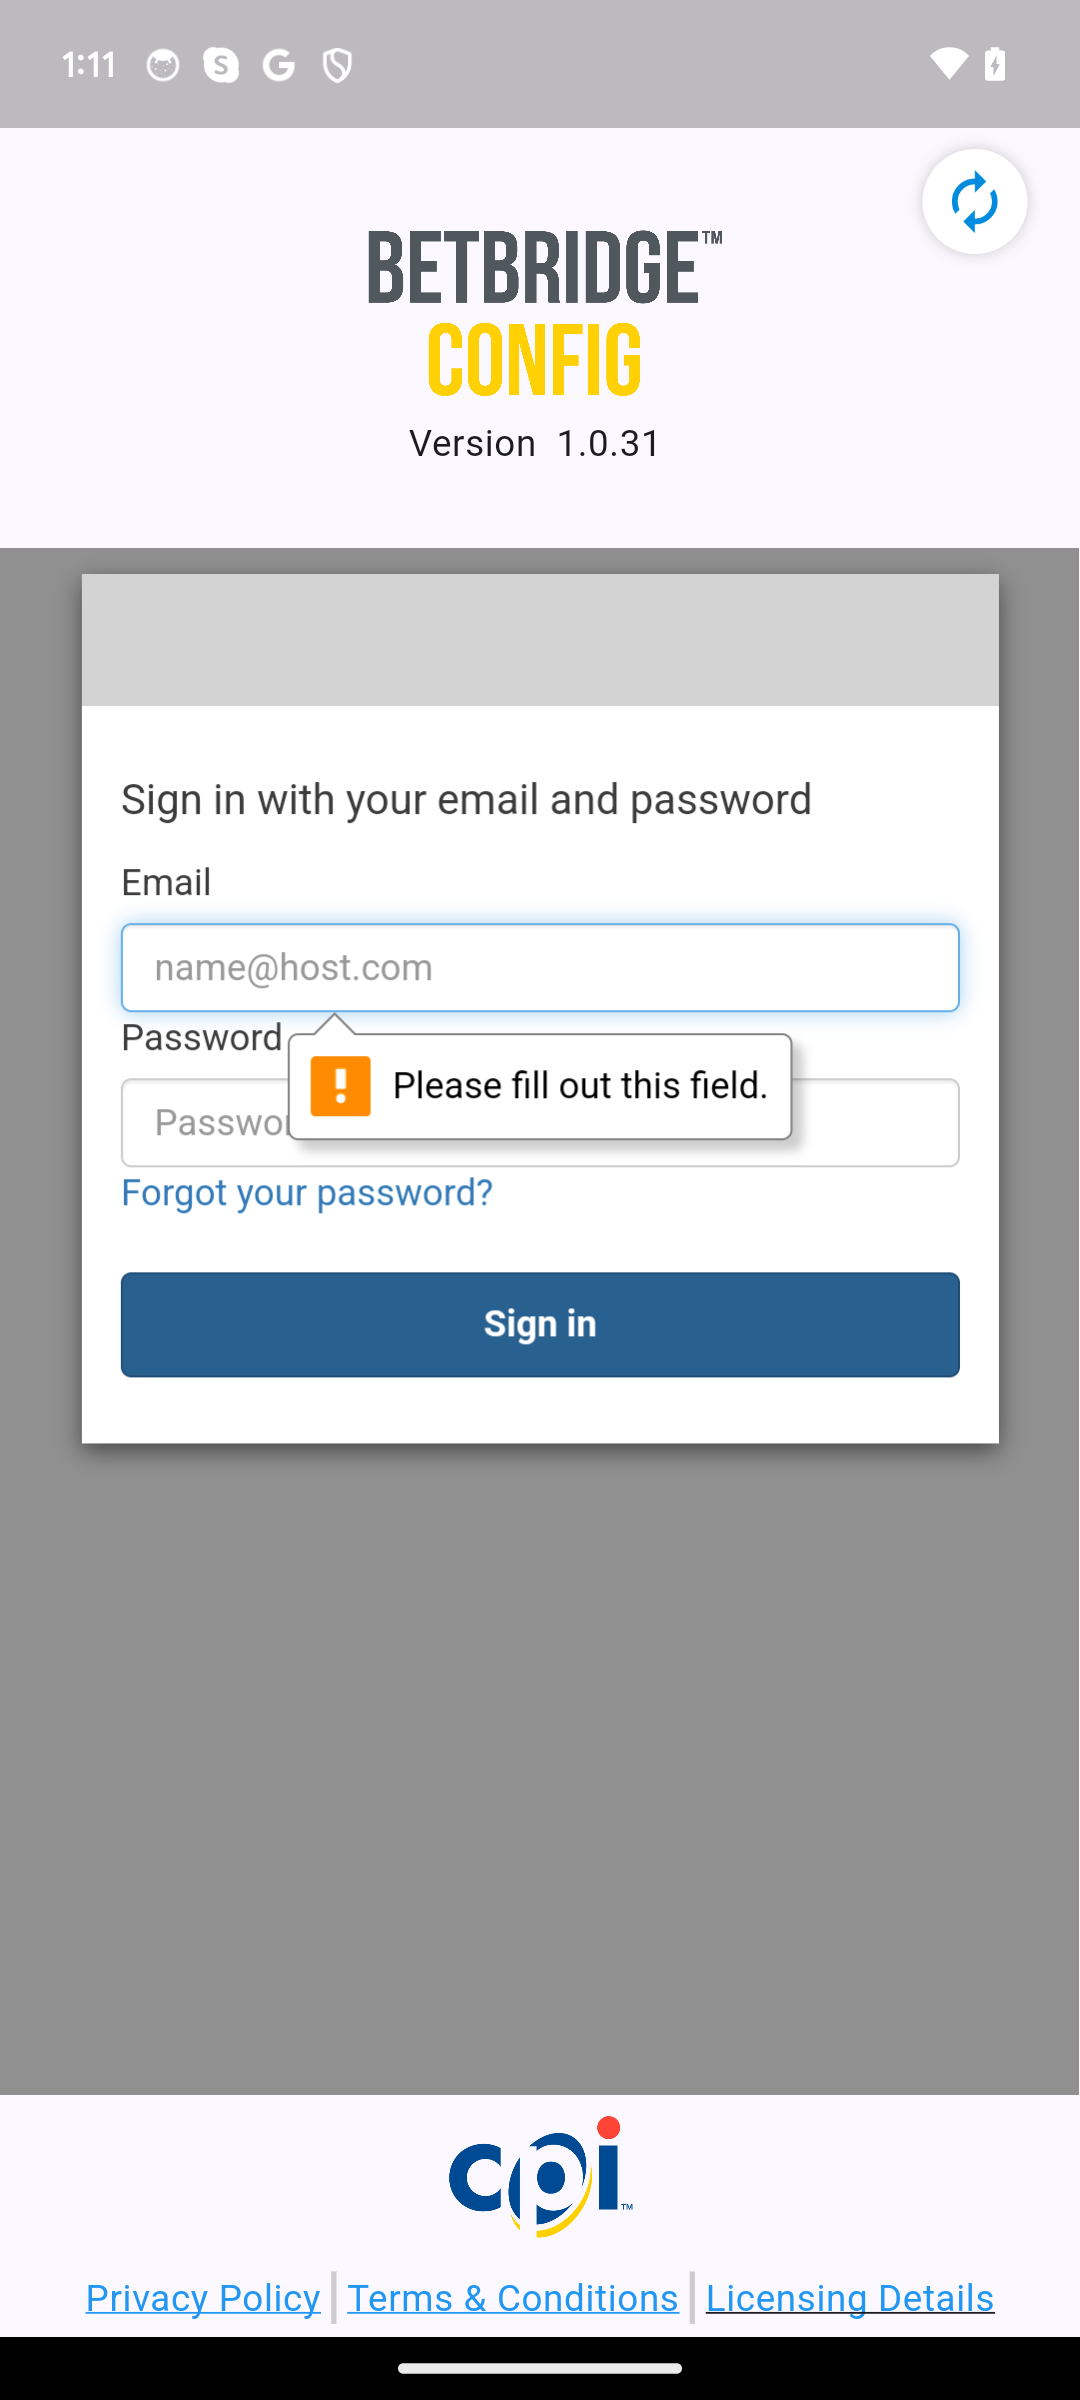 1:11
BETBRIDGE™
CONFIG
Version 1.0.31
Sign in with your email and password
Email
name@host.com
Password
Please fill out this field.
Passwor
Forgot your password?
Sign in
cpi™
Privacy Policy
Terms & Conditions
Licensing Details